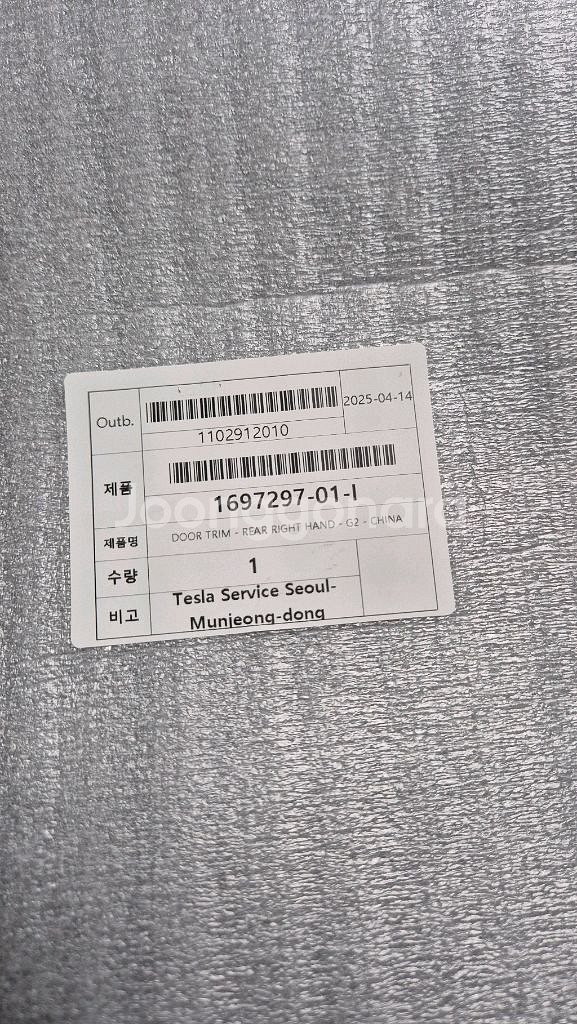 Outb.
2025-04-14
1102912010
제품
1697297-01-I
제품명
DOOR TRIM - REAR RIGHT HAND - G2 - CHINA
수량
1
비고
Tesla Service Seoul-
Munjeong-dong
Joongonara